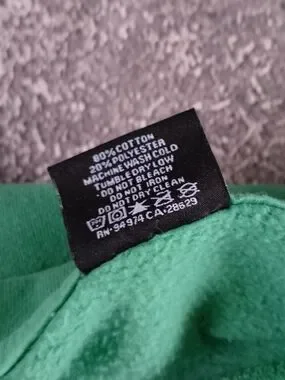 80% COTTON
20% POLYESTER
MACHINE WASH COLD
TUMBLE DRY LOW
DO NOT BLEACH
DO NOT IRON
DO NOT DRY CLEAN
RN·94974 CA·28629